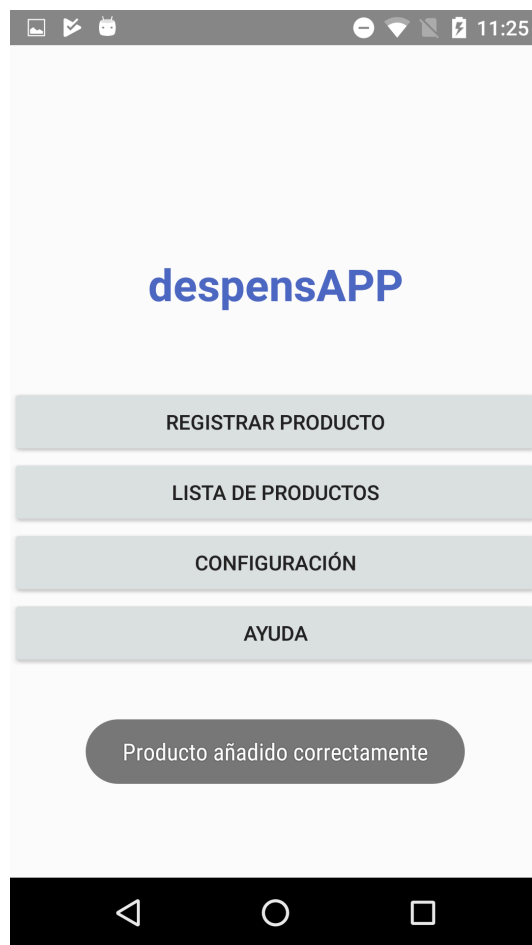 11:25
despensAPP
REGISTRAR PRODUCTO
LISTA DE PRODUCTOS
CONFIGURACIÓN
AYUDA
Producto añadido correctamente